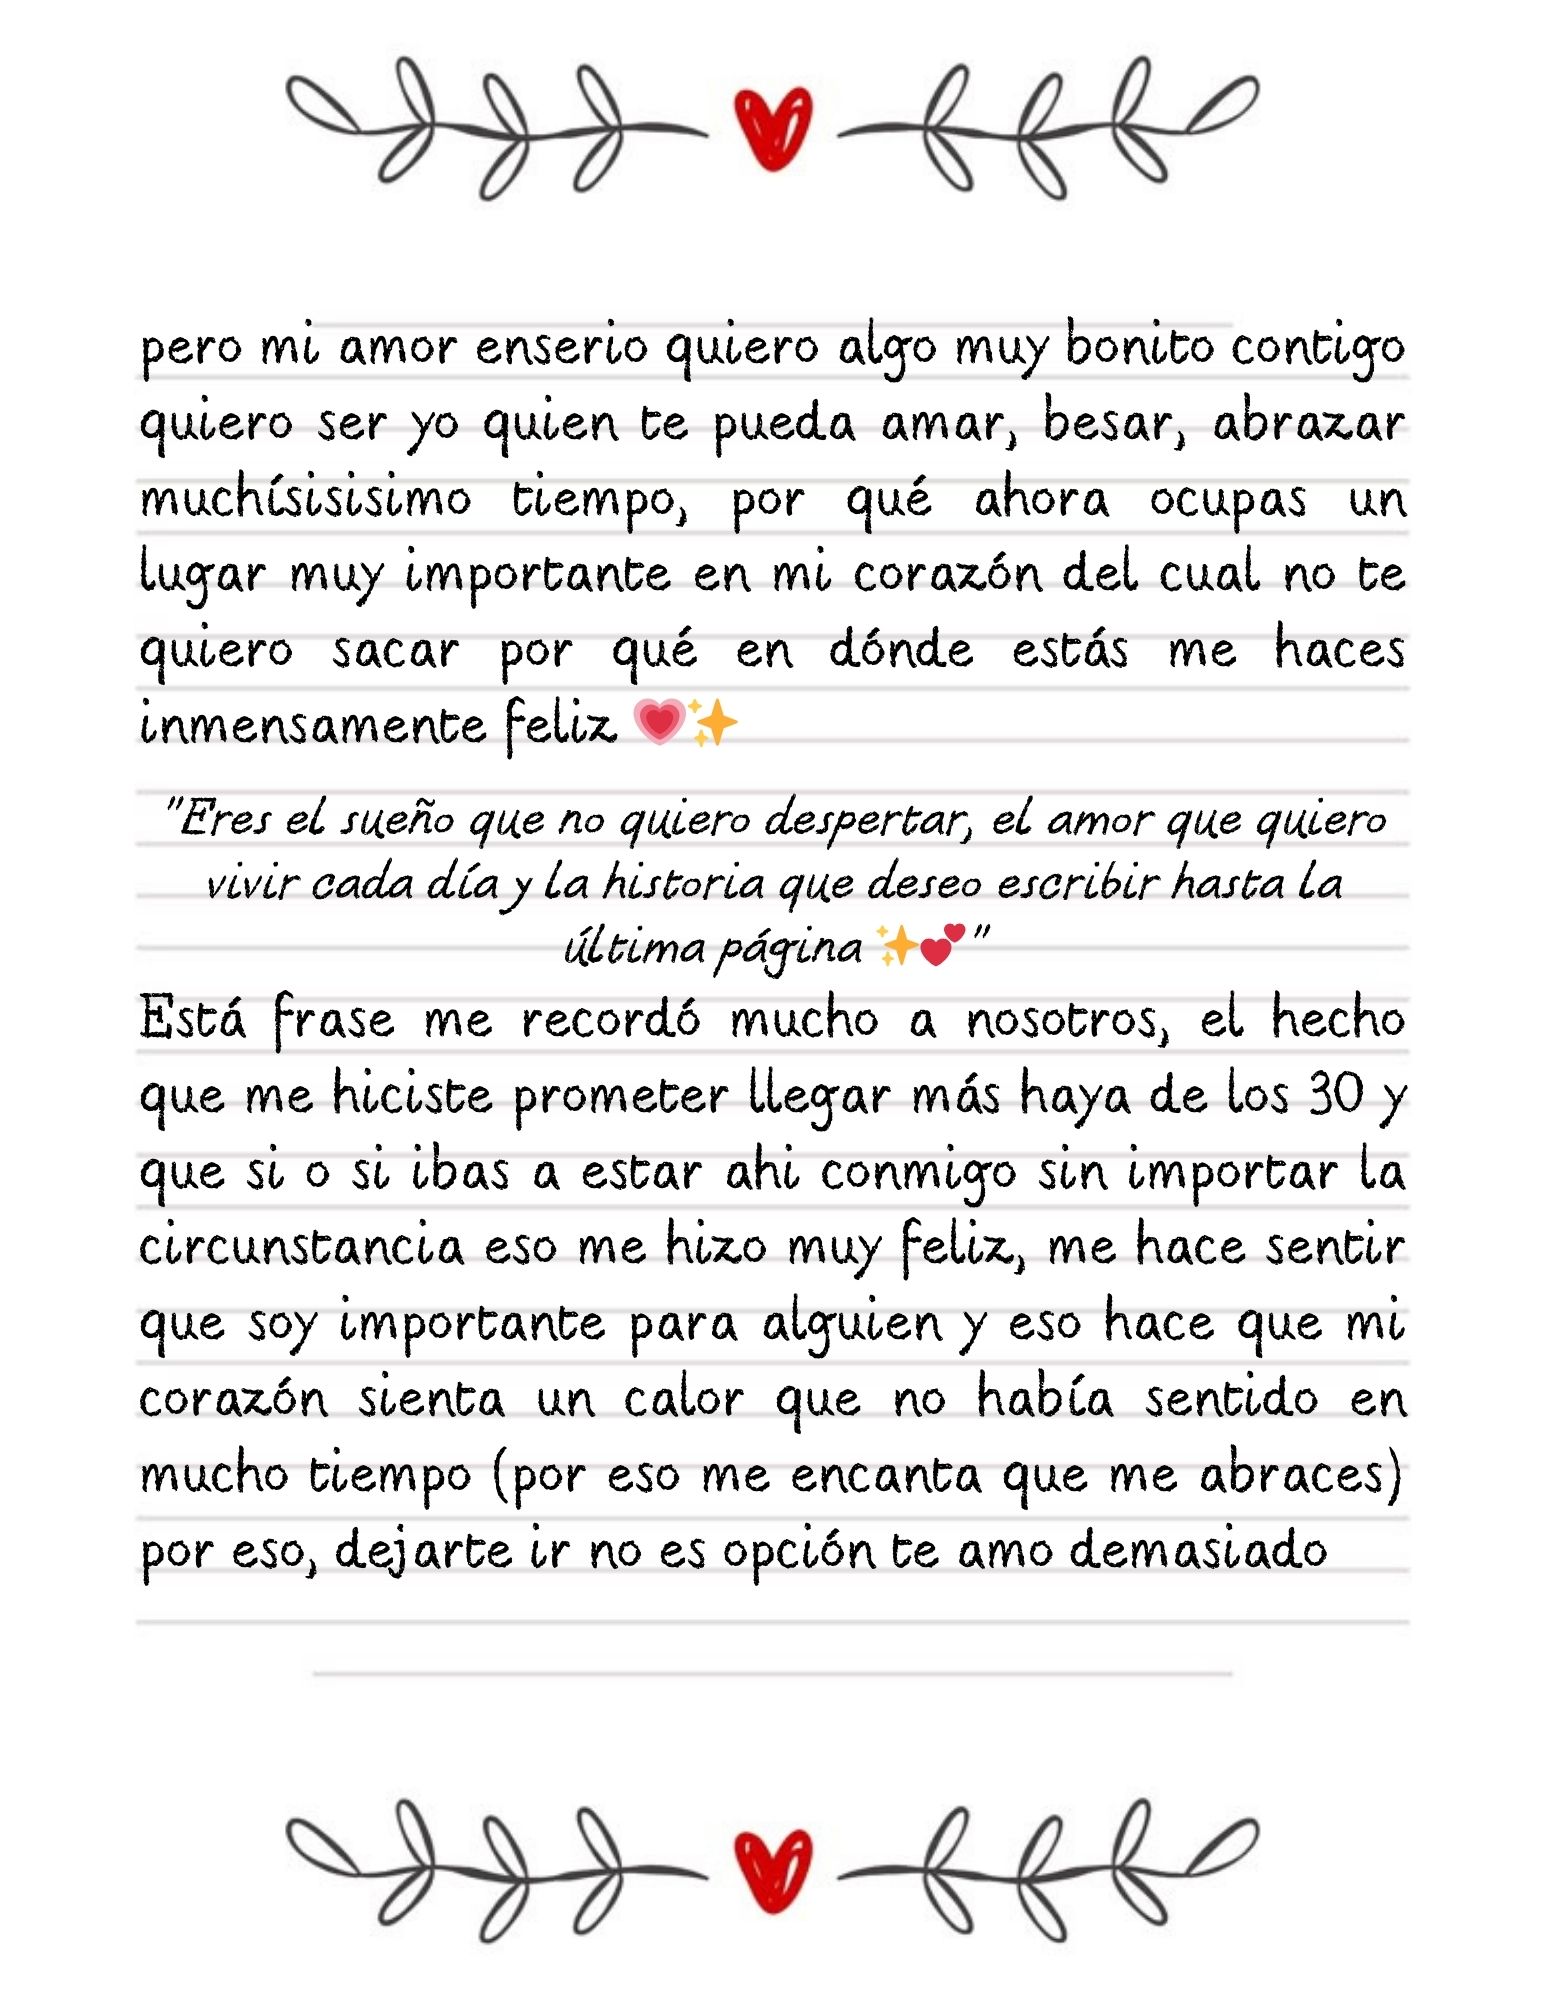 pero mi amor enserio quiero algo muy bonito contigo
quiero ser yo quien te pueda amar, besar, abrazar
muchísisisimo tiempo, por qué ahora ocupas un
lugar muy importante en mi corazón del cual no te
quiero sacar por qué en dónde estás me haces
inmensamente feliz 💗✨
"Eres el sueño que no quiero despertar, el amor que quiero
vivir cada día y la historia que deseo escribir hasta la
última página ✨💕"
Está frase me recordó mucho a nosotros, el hecho
que me hiciste prometer llegar más haya de los 30 y
que si o si ibas a estar ahi conmigo sin importar la
circunstancia eso me hizo muy feliz, me hace sentir
que soy importante para alguien y eso hace que mi
corazón sienta un calor que no había sentido en
mucho tiempo (por eso me encanta que me abraces)
por eso, dejarte ir no es opción te amo demasiado